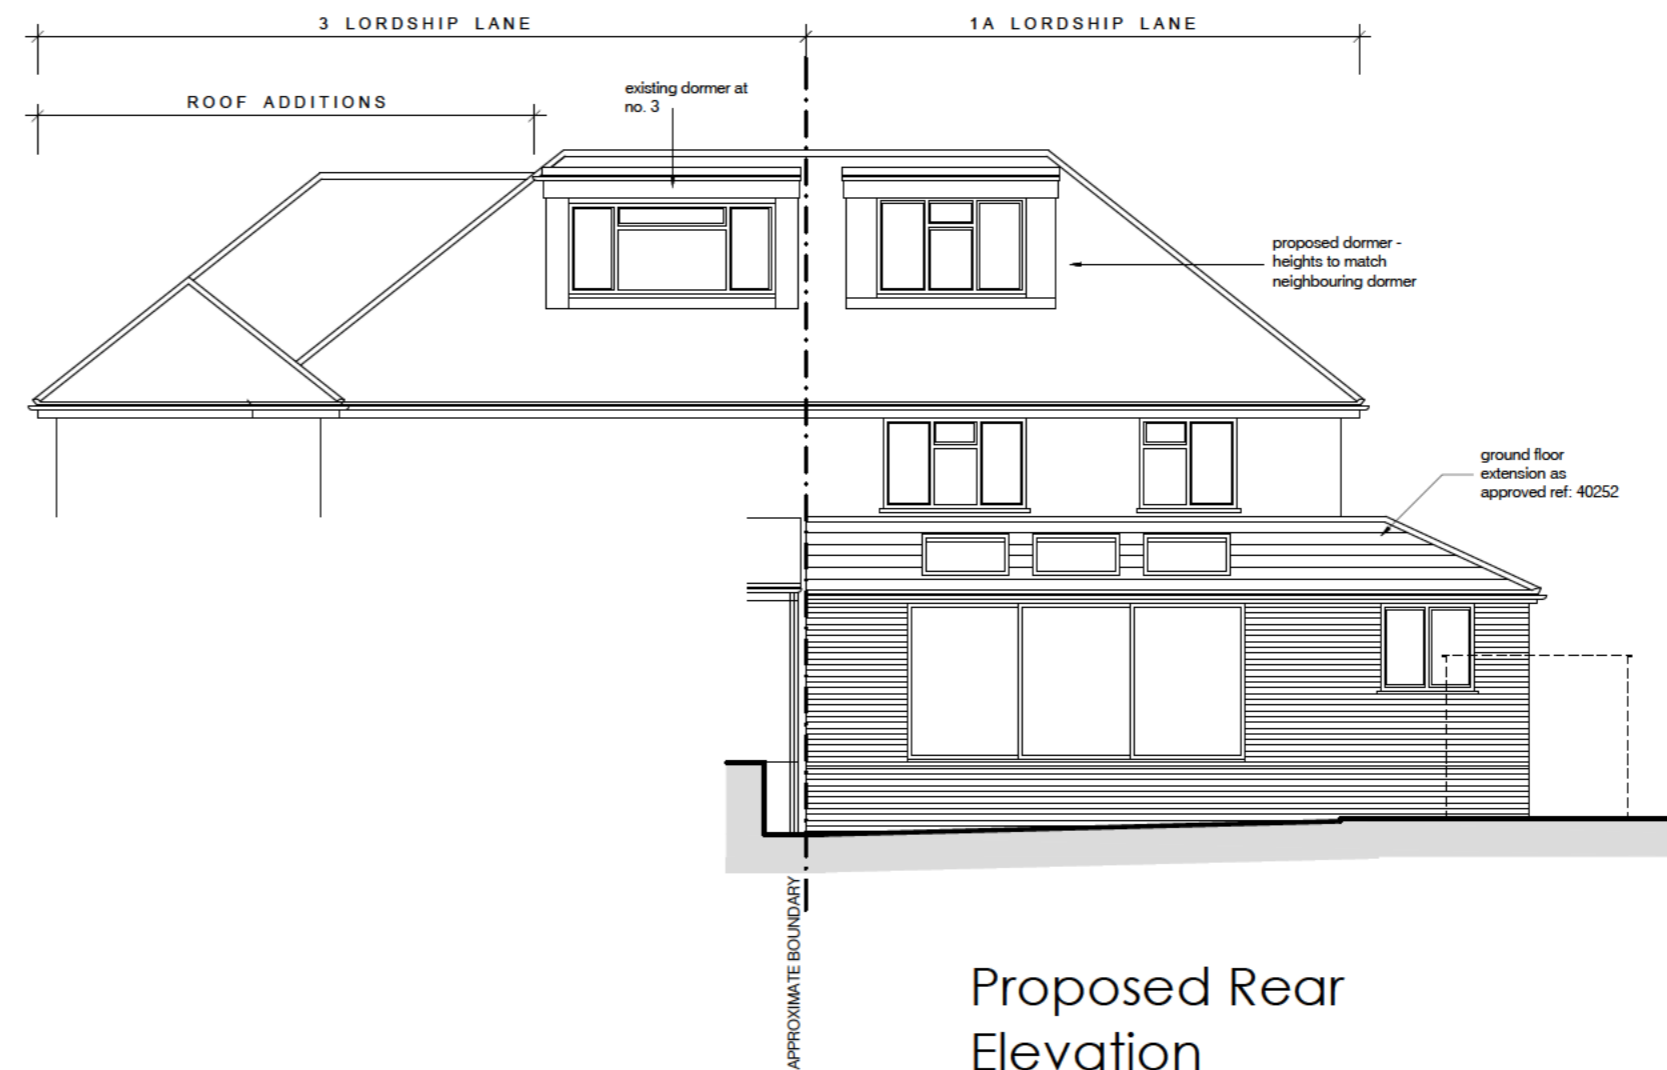 3 LORDSHIP LANE
1A LORDSHIP LANE
ROOF ADDITIONS
existing dormer at
no. 3
proposed dormer -
heights to match
neighbouring dormer
ground floor
extension as
approved ref: 40252
APPROXIMATE BOUNDARY
Proposed Rear
Elevation